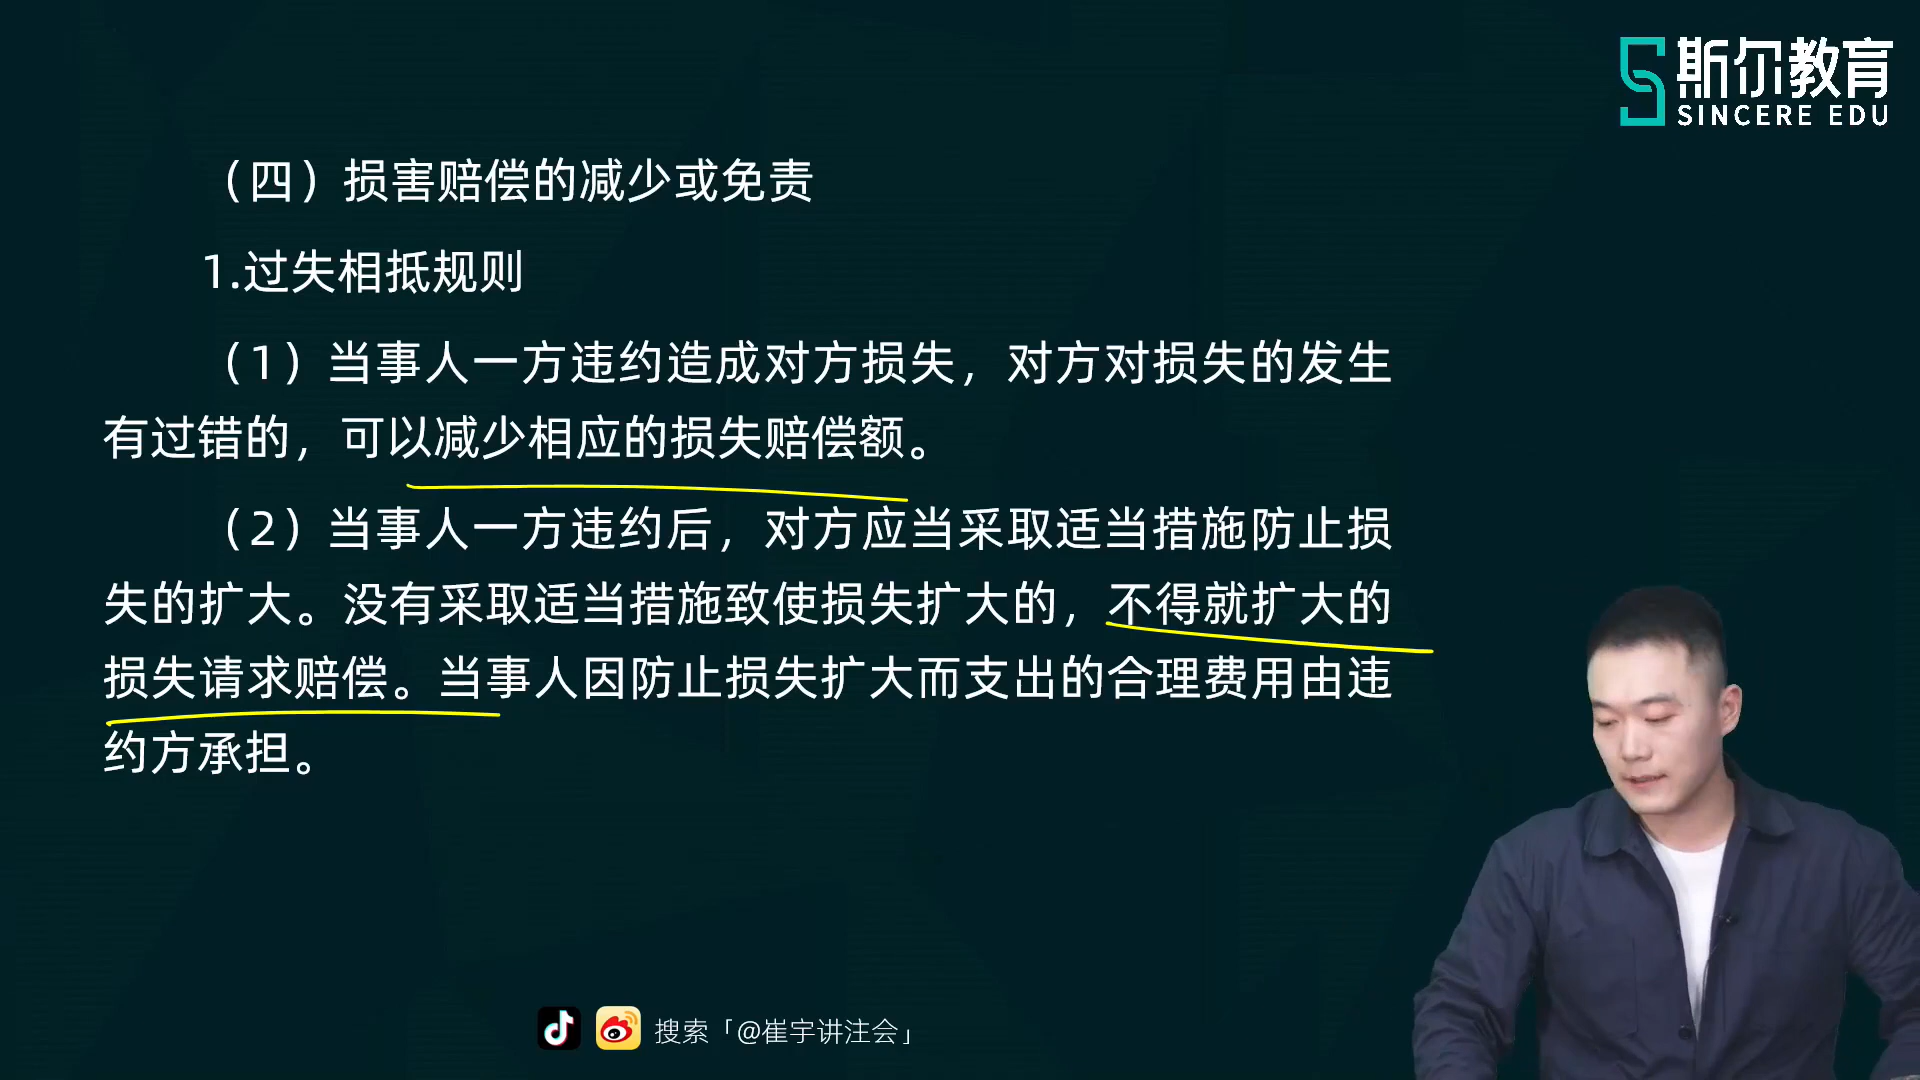 斯尔教育
SINCERE EDU
（四）损害赔偿的减少或免责
1.过失相抵规则
（1）当事人一方违约造成对方损失，对方对损失的发生
有过错的，可以减少相应的损失赔偿额。
（2）当事人一方违约后，对方应当采取适当措施防止损
失的扩大。没有采取适当措施致使损失扩大的，不得就扩大的
损失请求赔偿。当事人因防止损失扩大而支出的合理费用由违
约方承担。
搜索「@崔宇讲注会」